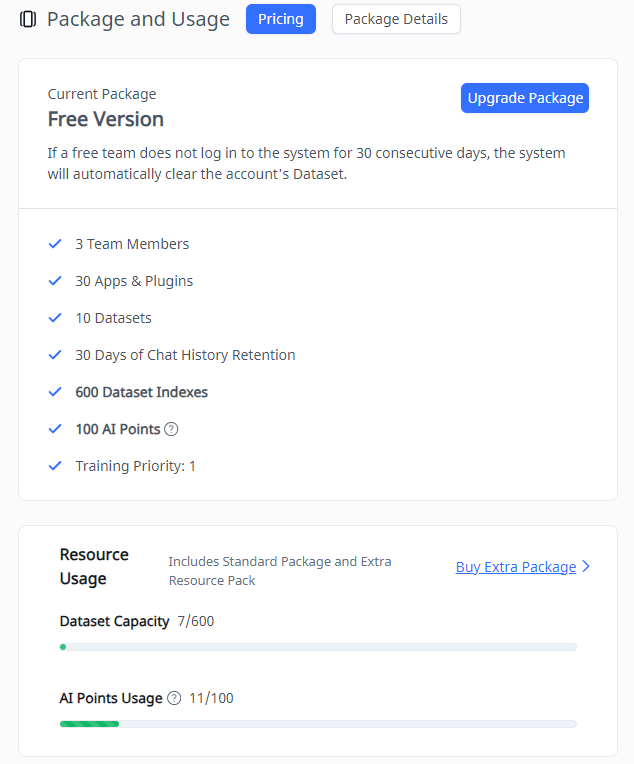 Package and Usage
Pricing
Package Details
Current Package
Free Version
Upgrade Package
If a free team does not log in to the system for 30 consecutive days, the system
will automatically clear the account's Dataset.
3 Team Members
30 Apps & Plugins
10 Datasets
30 Days of Chat History Retention
600 Dataset Indexes
100 AI Points
Training Priority: 1
Resource
Usage
Includes Standard Package and Extra
Resource Pack
Buy Extra Package
Dataset Capacity 7/600
AI Points Usage 11/100